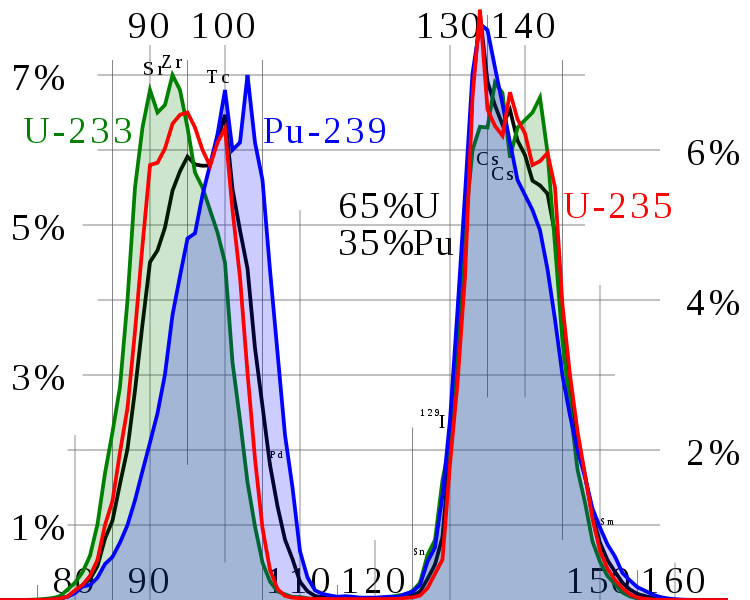 90 100 130 140
Sr Zr Tc
7%
U-233 Pu-239
6%
Cs
Cs
65%U U-235
35%Pu
5%
4%
3%
129I
2%
Pd
1%
Sm
Sn
80 90 110 120 150 160